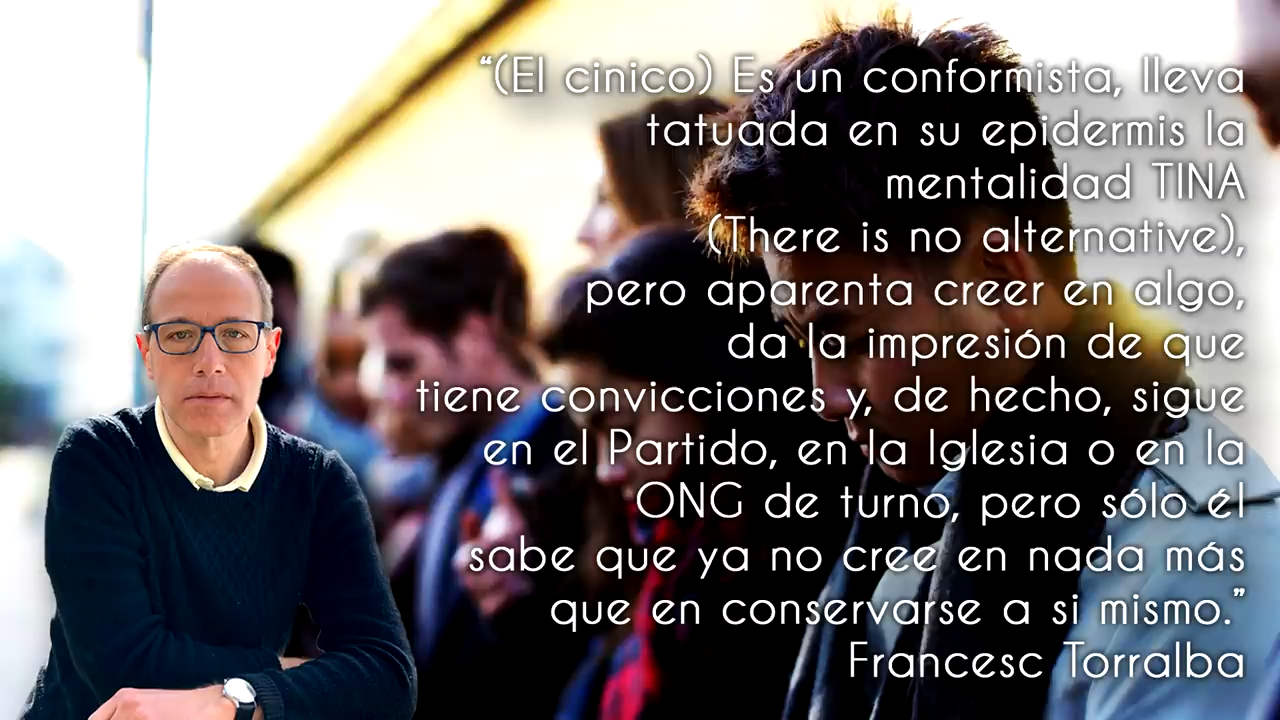 “(El cinico) Es un conformista, lleva
tatuada en su epidermis la
mentalidad TINA
(There is no alternative),
pero aparenta creer en algo,
da la impresión de que
tiene convicciones y, de hecho, sigue
en el Partido, en la Iglesia o en la
ONG de turno, pero sólo él
sabe que ya no cree en nada más
que en conservarse a si mismo.”
Francesc Torralba